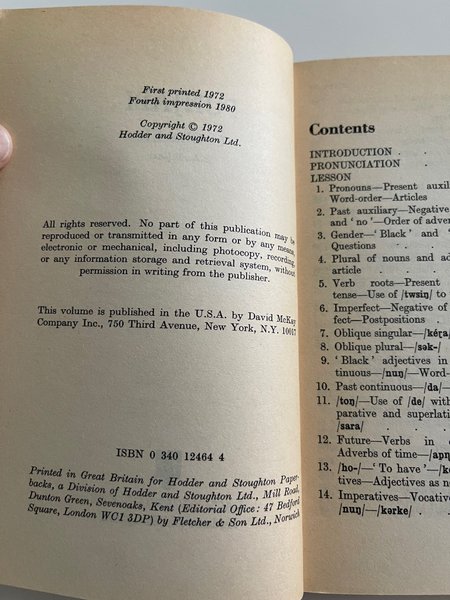 First printed 1972
Fourth impression 1980
Copyright © 1972
Hodder and Stoughton Ltd.
All rights reserved. No part of this publication may be
reproduced or transmitted in any form or by any means,
electronic or mechanical, including photocopy, recording,
or any information storage and retrieval system, without
permission in writing from the publisher.
This volume is published in the U.S.A. by David McKay
Company Inc., 750 Third Avenue, New York, N.Y. 10017
ISBN 0 340 12464 4
Printed in Great Britain for Hodder and Stoughton Paper-
backs, a Division of Hodder and Stoughton Ltd., Mill Road,
Dunton Green, Sevenoaks, Kent (Editorial Office: 47 Bedford
Square, London WC1 3DP) by Fletcher & Son Ltd., Norwich
Contents
INTRODUCTION .
PRONUNCIATION .
LESSON
1. Pronouns—Present auxil
Word-order—Articles
2. Past auxiliary—Negative
and 'no'—Order of adver
3. Gender—'Black' and '
Questions . .
4. Plural of nouns and ad
article . .
5. Verb roots—Present
tense—Use of /twsin/ to
6. Imperfect—Negative of
fect—Postpositions .
7. Oblique singular—/kéra/
8. Oblique plural—/sək-/
9. 'Black' adjectives in
tinuous—/nuŋ/—Word-
10. Past continuous—/da/—
11. /toŋ/—Use of /de/ with
parative and superlati
/sara/ . .
12. Future—Verbs in
Adverbs of time—/apṇ
13. /ho-/—'To have'—/k
tives—Adjectives as n
14. Imperatives—Vocativ
/nuŋ/—/kərke/ .